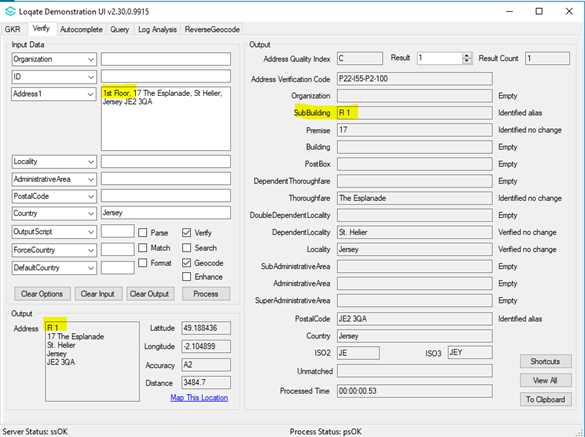 Loqate Demonstration UI v2.30.0.9915
GKR Verify Autocomplete Query Log Analysis ReverseGeocode
Input Data
Organization
ID
Address1
1st Floor, 17 The Esplanade, St Helier,
Jersey JE2 3QA
Locality
AdministrativeArea
PostalCode
Country Jersey
OutputScript Parse Verify
ForceCountry Match Search
DefaultCountry Format Geocode
Enhance
Clear Options Clear Input Clear Output Process
Output
Address
Fl 1
17 The Esplanade
St. Helier
Jersey
JE2 3QA
Latitude 49.188436
Longitude -2.104899
Accuracy A2
Distance 3484.7
Map This Location
Output
Address Quality Index C Result 1 Result Count 1
Address Verification Code P22-I55-P2-100
Organization Empty
SubBuilding Fl 1 Identified alias
Premise 17 Identified no change
Building Empty
PostBox Empty
DependentThoroughfare Empty
Thoroughfare The Esplanade Identified no change
DoubleDependentLocality Empty
DependentLocality St. Helier Verified no change
Locality Jersey Verified no change
SubAdministrativeArea Empty
AdministrativeArea Empty
SuperAdministrativeArea Empty
PostalCode JE2 3QA Identified alias
Country Jersey
ISO2 JE ISO3 JEY
Unmatched
Processed Time 00:00:00.53
Shortcuts
View All
To Clipboard
Server Status: ssOK Process Status: psOK